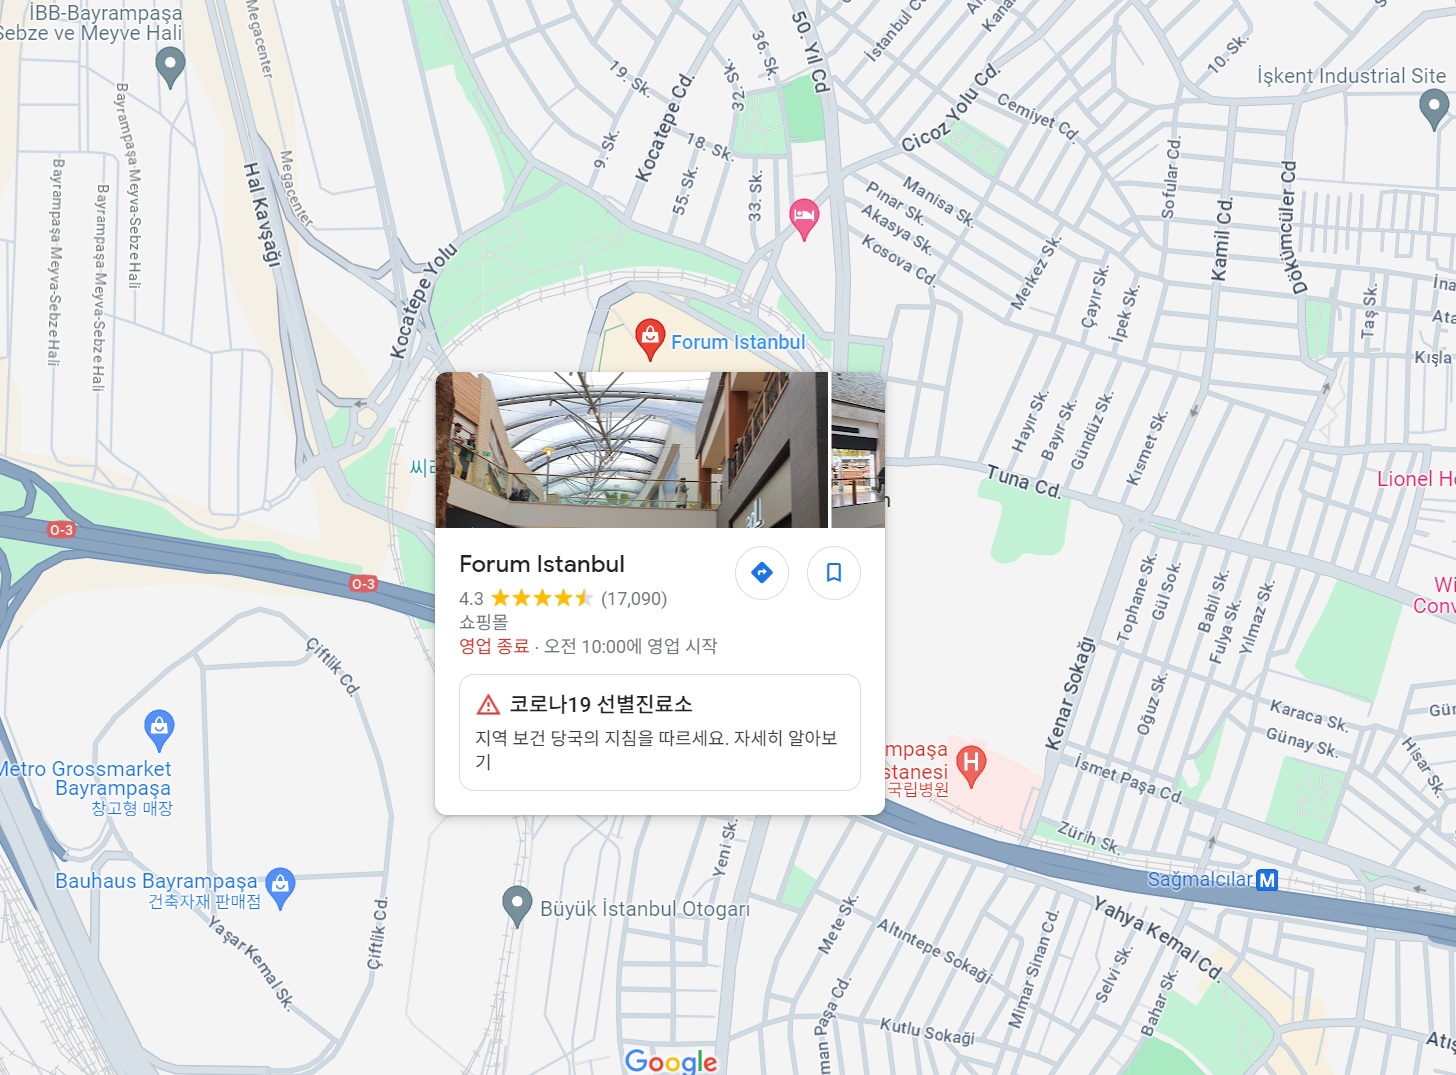 İBB-Bayrampaşa
Sebze ve Meyve Hali
Megacenter
50. Yıl Cd
36. Sk.
İstanbul Cd.
10. Sk.
İşkent Industrial Site
19. Sk.
32. Sk.
Kocatepe Cd.
Cicoz Yolu Cd.
Cemiyet Cd.
Bayrampaşa Meyva-Sebze Hali
Bayrampaşa Meyva-Sebze Hali
Bayrampaşa Meyva-Sebze Hali
Hal Kavşağı
Megacenter
9. Sk.
18. Sk.
55. Sk.
33. Sk.
Pınar Sk.
Manisa Sk.
Akasya Sk.
Kosova Cd.
Sofular Cd.
Kamil Cd.
Dökümcüler Cd
Kocatepe Yolu
Merkez Sk.
Çayır Sk.
İpek Sk.
Taş Sk.
Kışla
Forum Istanbul
Hayır Sk.
Bayır Sk.
Gündüz Sk.
Kısmet Sk.
Tuna Cd.
Lionel Ho
O-3
O-3
Forum Istanbul
4.3 (17,090)
쇼핑몰
영업 종료 · 오전 10:00에 영업 시작
코로나19 선별진료소
지역 보건 당국의 지침을 따르세요. 자세히 알아보
기
Tophane Sk.
Gül Sok.
Babil Sk.
Fulya Sk.
Yılmaz Sk.
Wi
Conv
Kenar Sokağı
Oğuz Sk.
Karaca Sk.
Günay Sk.
Hisar Sk.
Çiftlik Cd.
Metro Grossmarket
Bayrampaşa
창고형 매장
mpaşa
stanesi
국립병원
H
İsmet Paşa Cd.
Zürih Sk.
Sağmalcılar M
Bauhaus Bayrampaşa
건축자재 판매점
Yeni Sk.
Büyük İstanbul Otogarı
Yaşar Kemal Sk.
Çiftlik Cd.
Mete Sk.
Altıntepe Sokağı
Mimar Sinan Cd.
Yahya Kemal Cd.
Selvi Sk.
Bahar Sk.
man Paşa Cd.
Kutlu Sokağı
Atış
Google